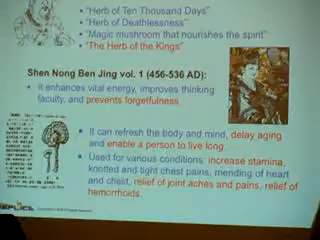 • "Herb of Ten Thousand Days"
• "Herb of Deathlessness"
• "Magic mushroom that nourishes the spirit"
• "The Herb of the Kings"
Shen Nong Ben Jing vol. 1 (456-536 AD):
• it enhances vital energy, improves thinking
faculty, and prevents forgetfulness
• It can refresh the body and mind, delay aging
and enable a person to live long.
• Used for various conditions: increase stamina,
knotted and tight chest pains, mending of heart
and chest, relief of joint aches and pains, relief of
hemorrhoids.